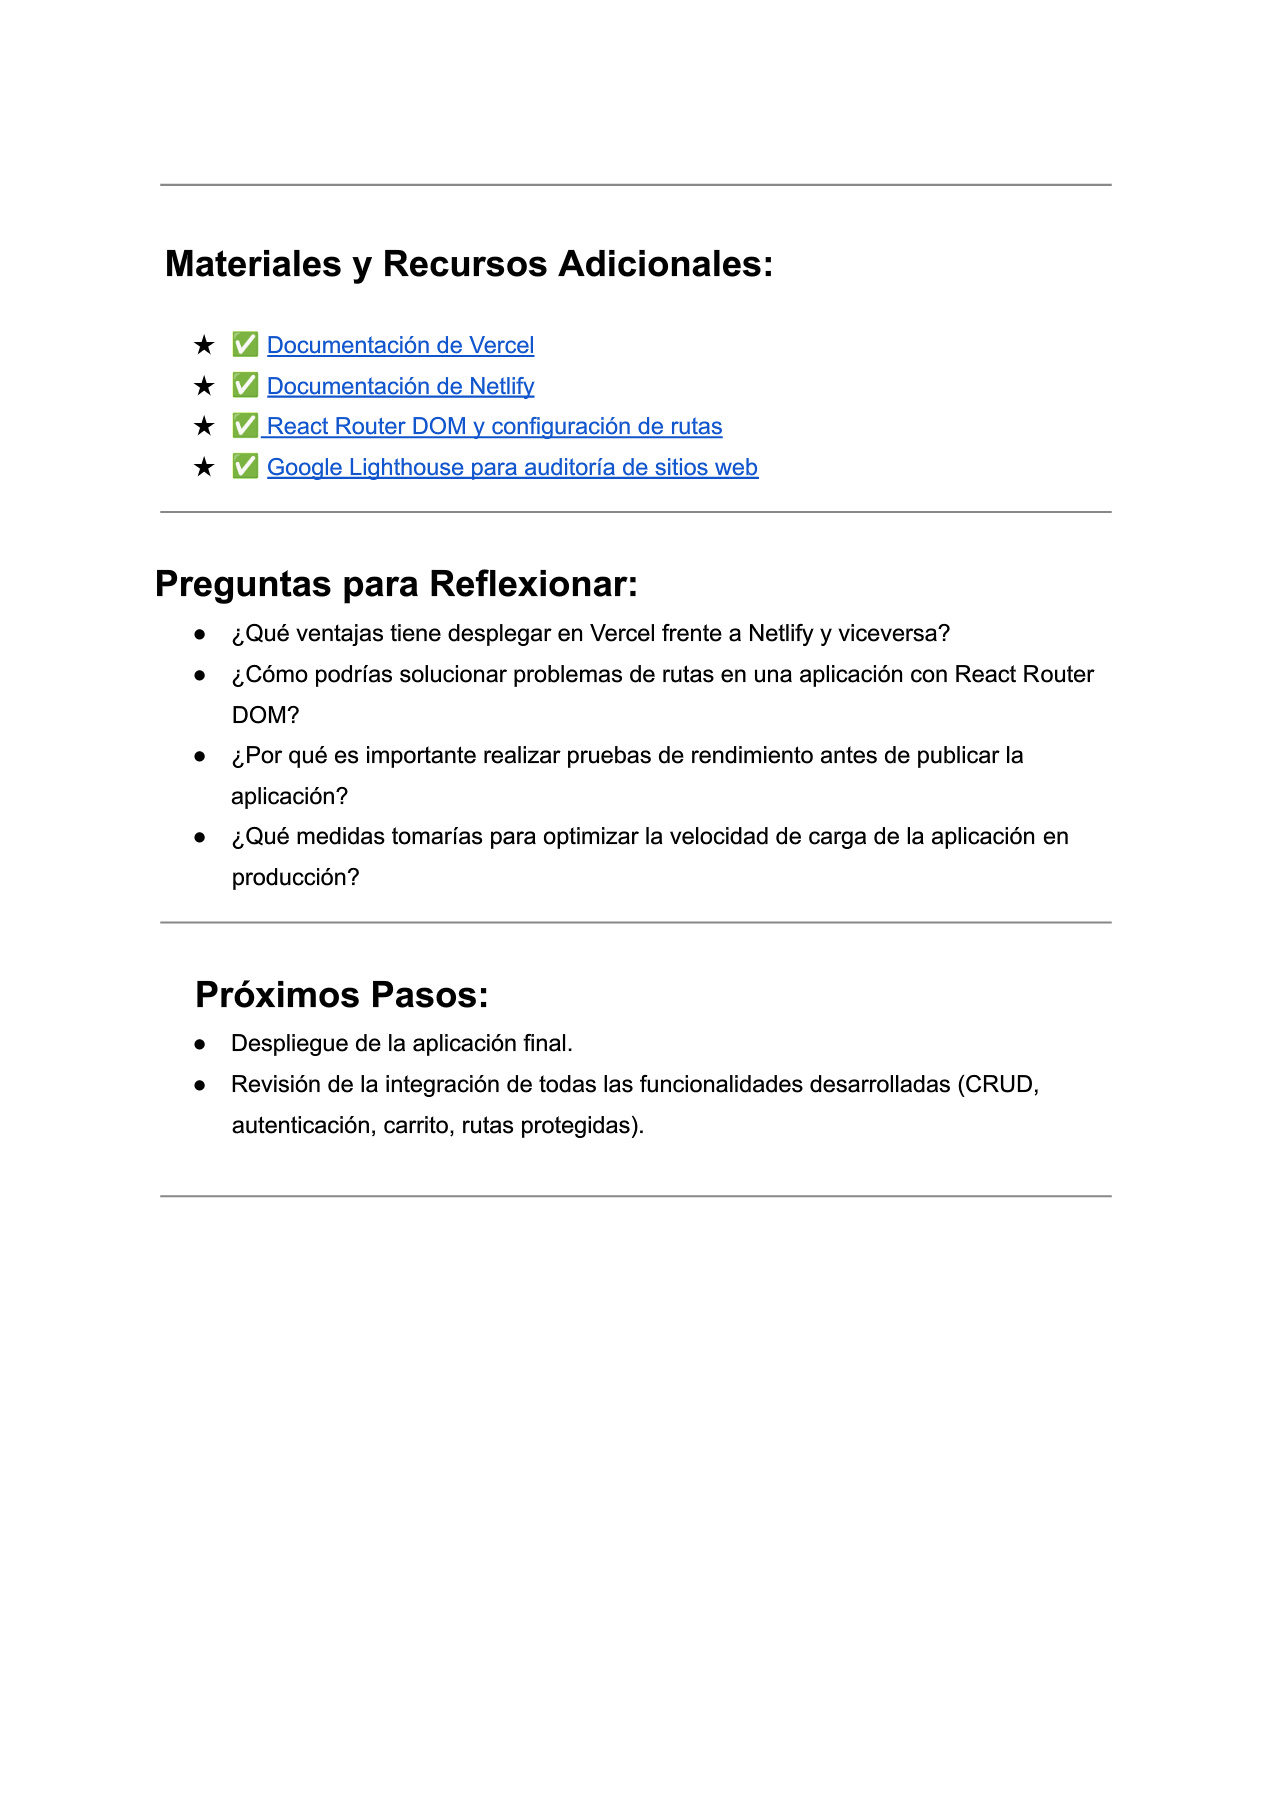 Materiales y Recursos Adicionales:
★ ✅ Documentación de Vercel
★ ✅ Documentación de Netlify
★ ✅ React Router DOM y configuración de rutas
★ ✅ Google Lighthouse para auditoría de sitios web
Preguntas para Reflexionar:
● ¿Qué ventajas tiene desplegar en Vercel frente a Netlify y viceversa?
● ¿Cómo podrías solucionar problemas de rutas en una aplicación con React Router
DOM?
● ¿Por qué es importante realizar pruebas de rendimiento antes de publicar la
aplicación?
● ¿Qué medidas tomarías para optimizar la velocidad de carga de la aplicación en
producción?
Próximos Pasos:
● Despliegue de la aplicación final.
● Revisión de la integración de todas las funcionalidades desarrolladas (CRUD,
autenticación, carrito, rutas protegidas).